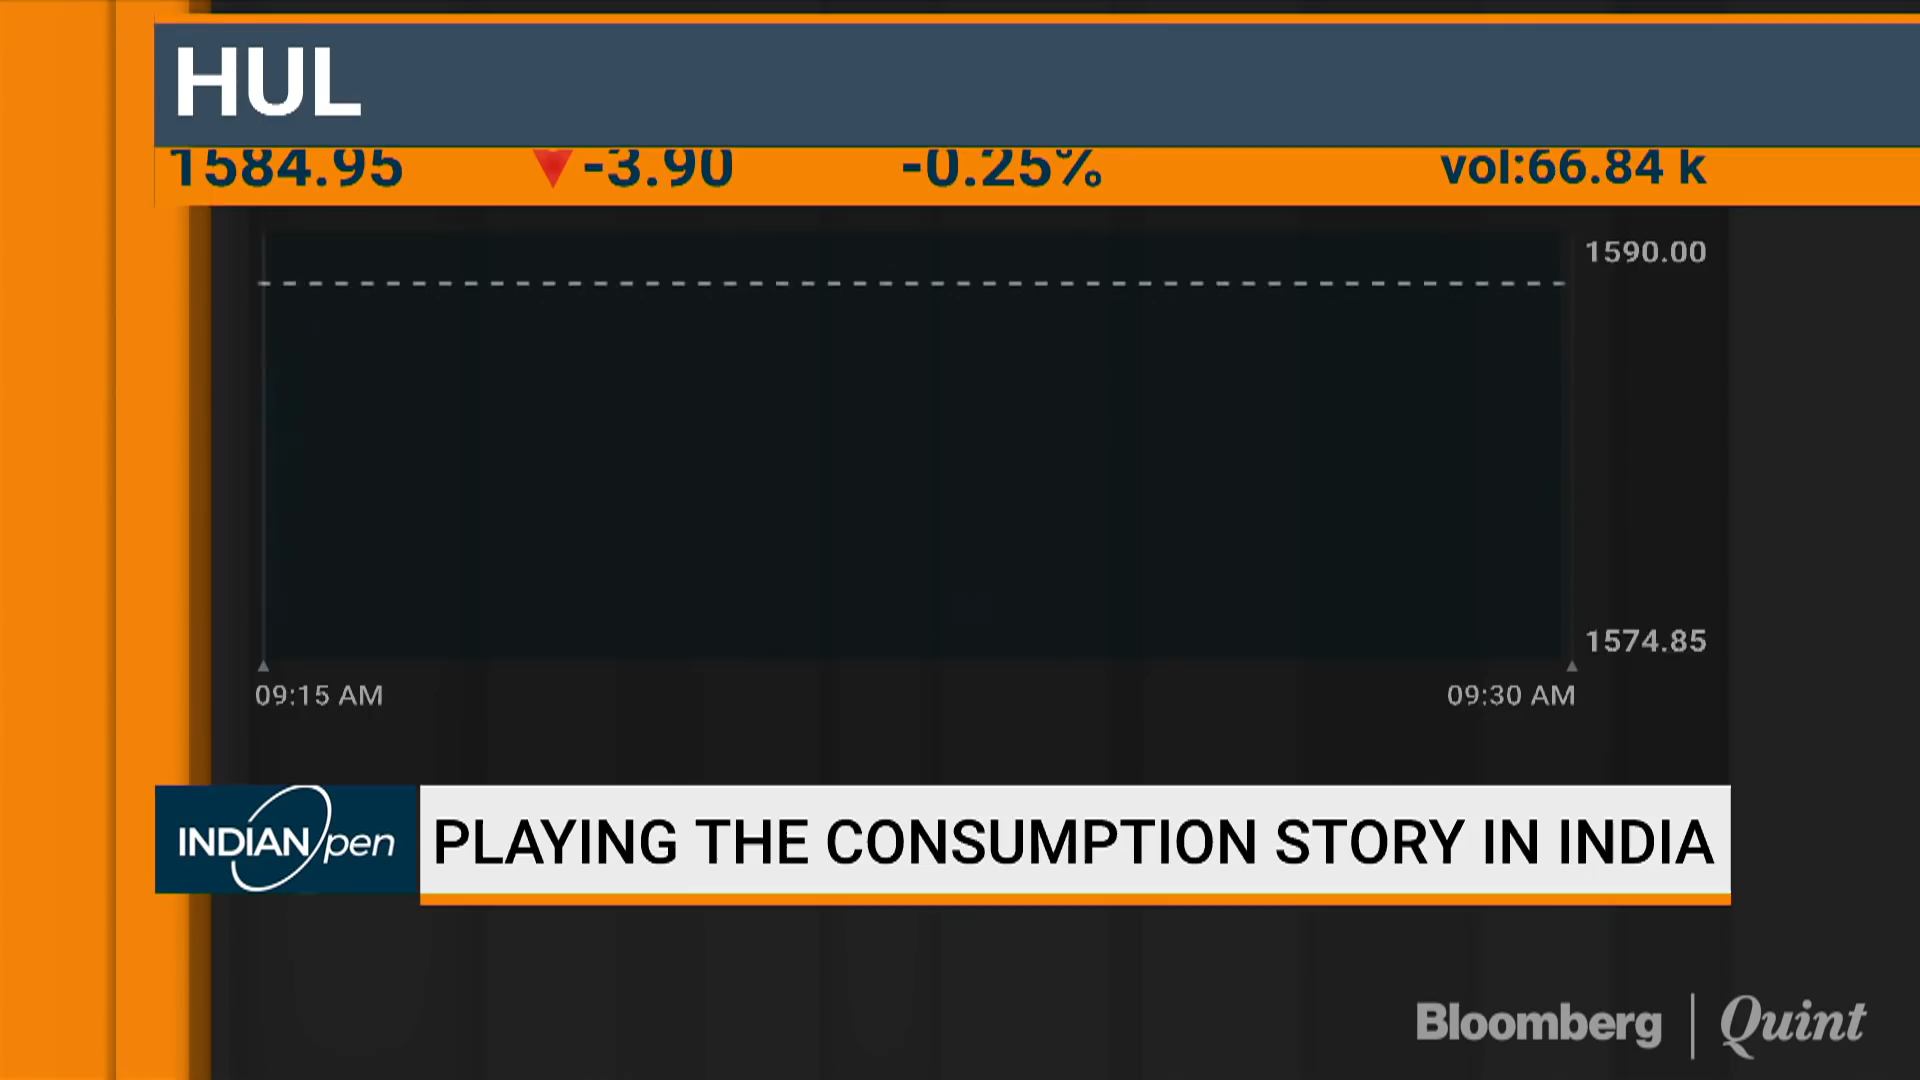 HUL
1584.95 ▼-3.90 -0.25% vol:66.84 k
1590.00
1574.85
09:15 AM 09:30 AM
INDIAN Open PLAYING THE CONSUMPTION STORY IN INDIA
Bloomberg | Quint